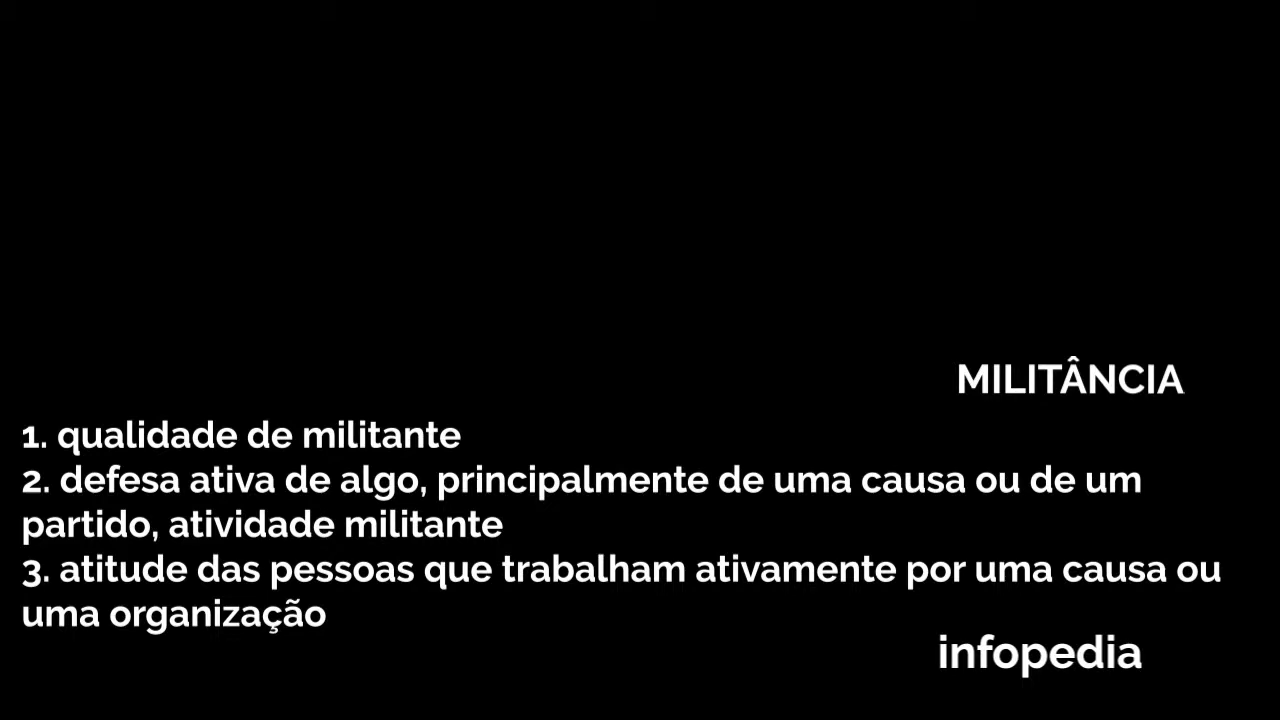 MILITÂNCIA
1. qualidade de militante
2. defesa ativa de algo, principalmente de uma causa ou de um
partido, atividade militante
3. atitude das pessoas que trabalham ativamente por uma causa ou
uma organização
infopedia